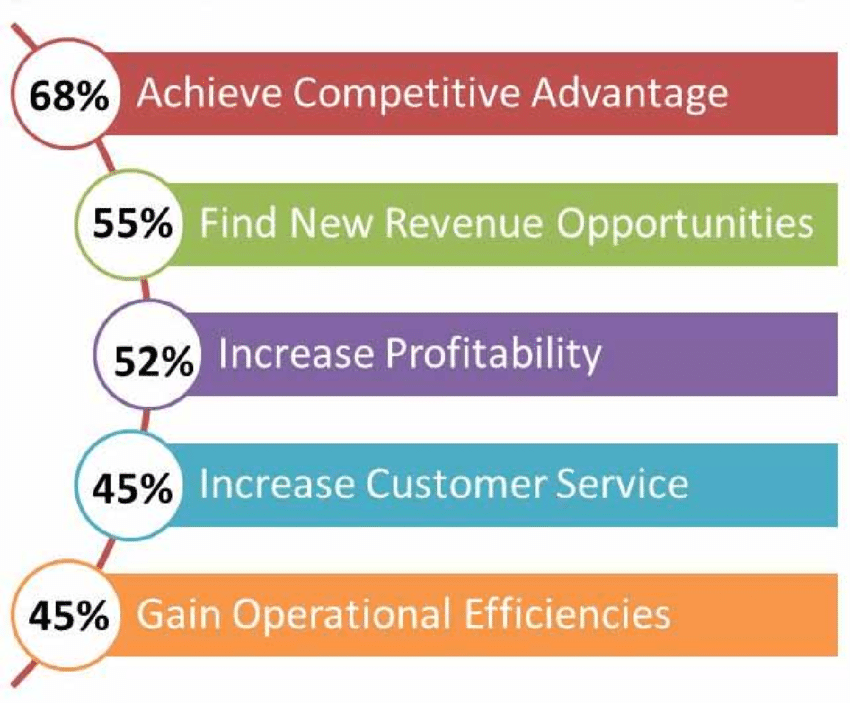 68% Achieve Competitive Advantage
55% Find New Revenue Opportunities
52% Increase Profitability
45% Increase Customer Service
45% Gain Operational Efficiencies